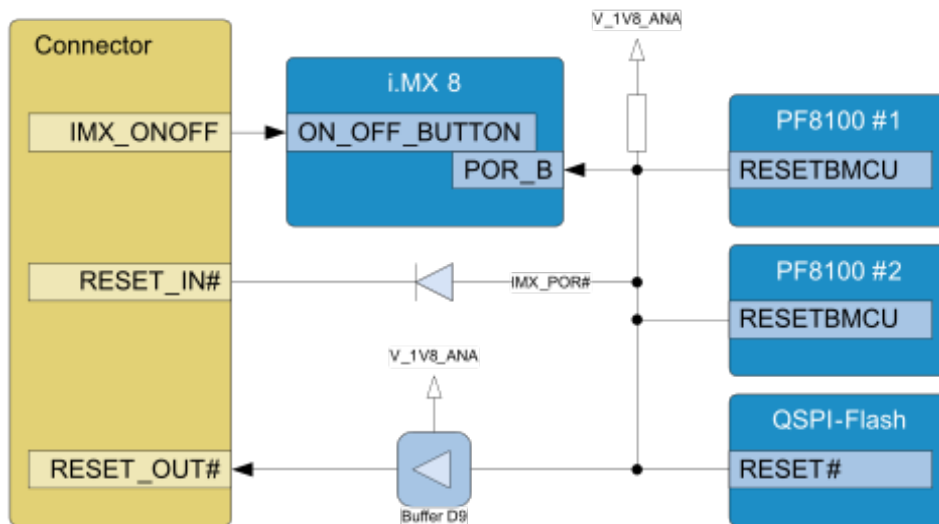 Connector
IMX_ONOFF
RESET_IN#
RESET_OUT#
i.MX 8
ON_OFF_BUTTON
POR_B
V_1V8_ANA
IMX_POR#
V_1V8_ANA
Buffer D9
PF8100 #1
RESETBMCU
PF8100 #2
RESETBMCU
QSPI-Flash
RESET#